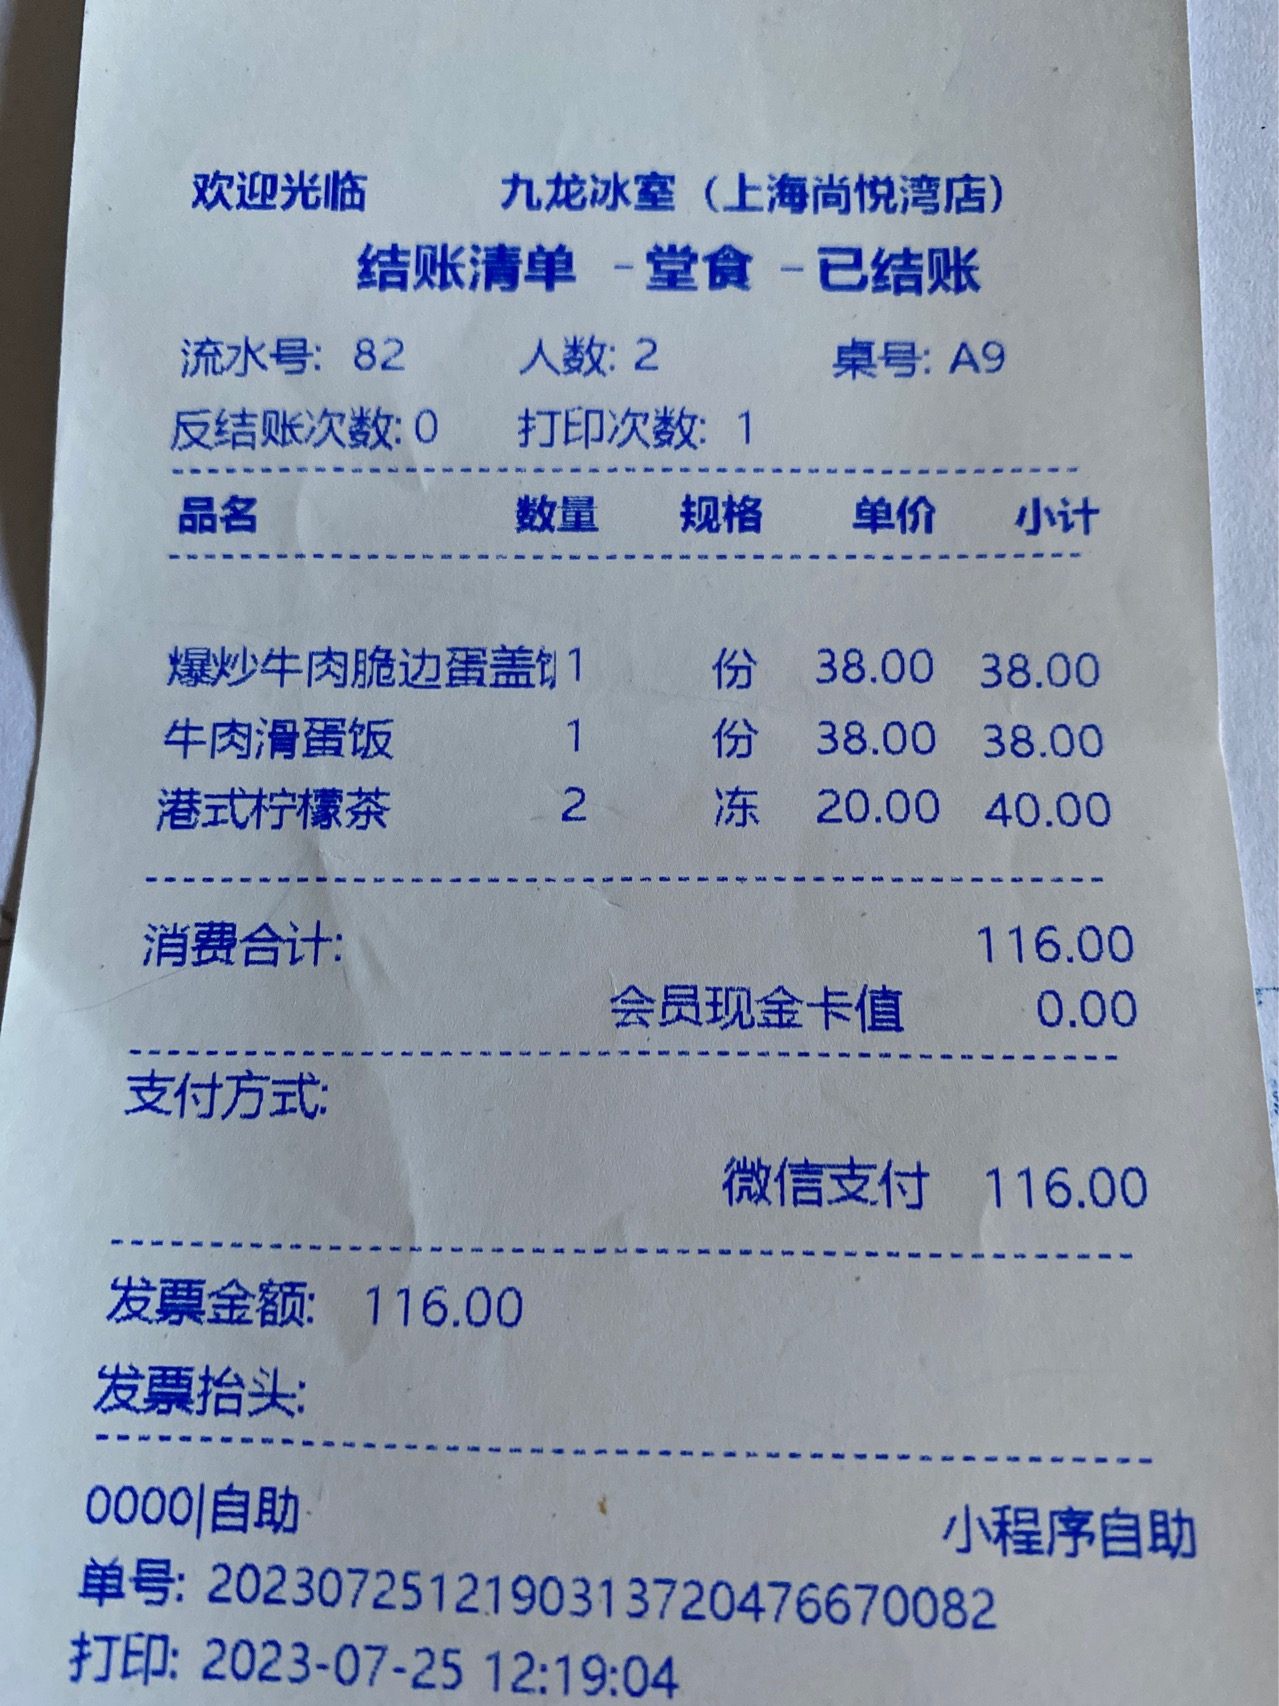 欢迎光临 九龙冰室（上海尚悦湾店）
结账清单 -堂食 -已结账
流水号: 82 人数: 2 桌号: A9
反结账次数: 0 打印次数: 1
品名 数量 规格 单价 小计
爆炒牛肉脆边蛋盖 1 份 38.00 38.00
牛肉滑蛋饭 1 份 38.00 38.00
港式柠檬茶 2 冻 20.00 40.00
消费合计: 116.00
会员现金卡值 0.00
支付方式:
微信支付 116.00
发票金额: 116.00
发票抬头:
0000|自助 小程序自助
单号: 2023072512190313720476670082
打印: 2023-07-25 12:19:04